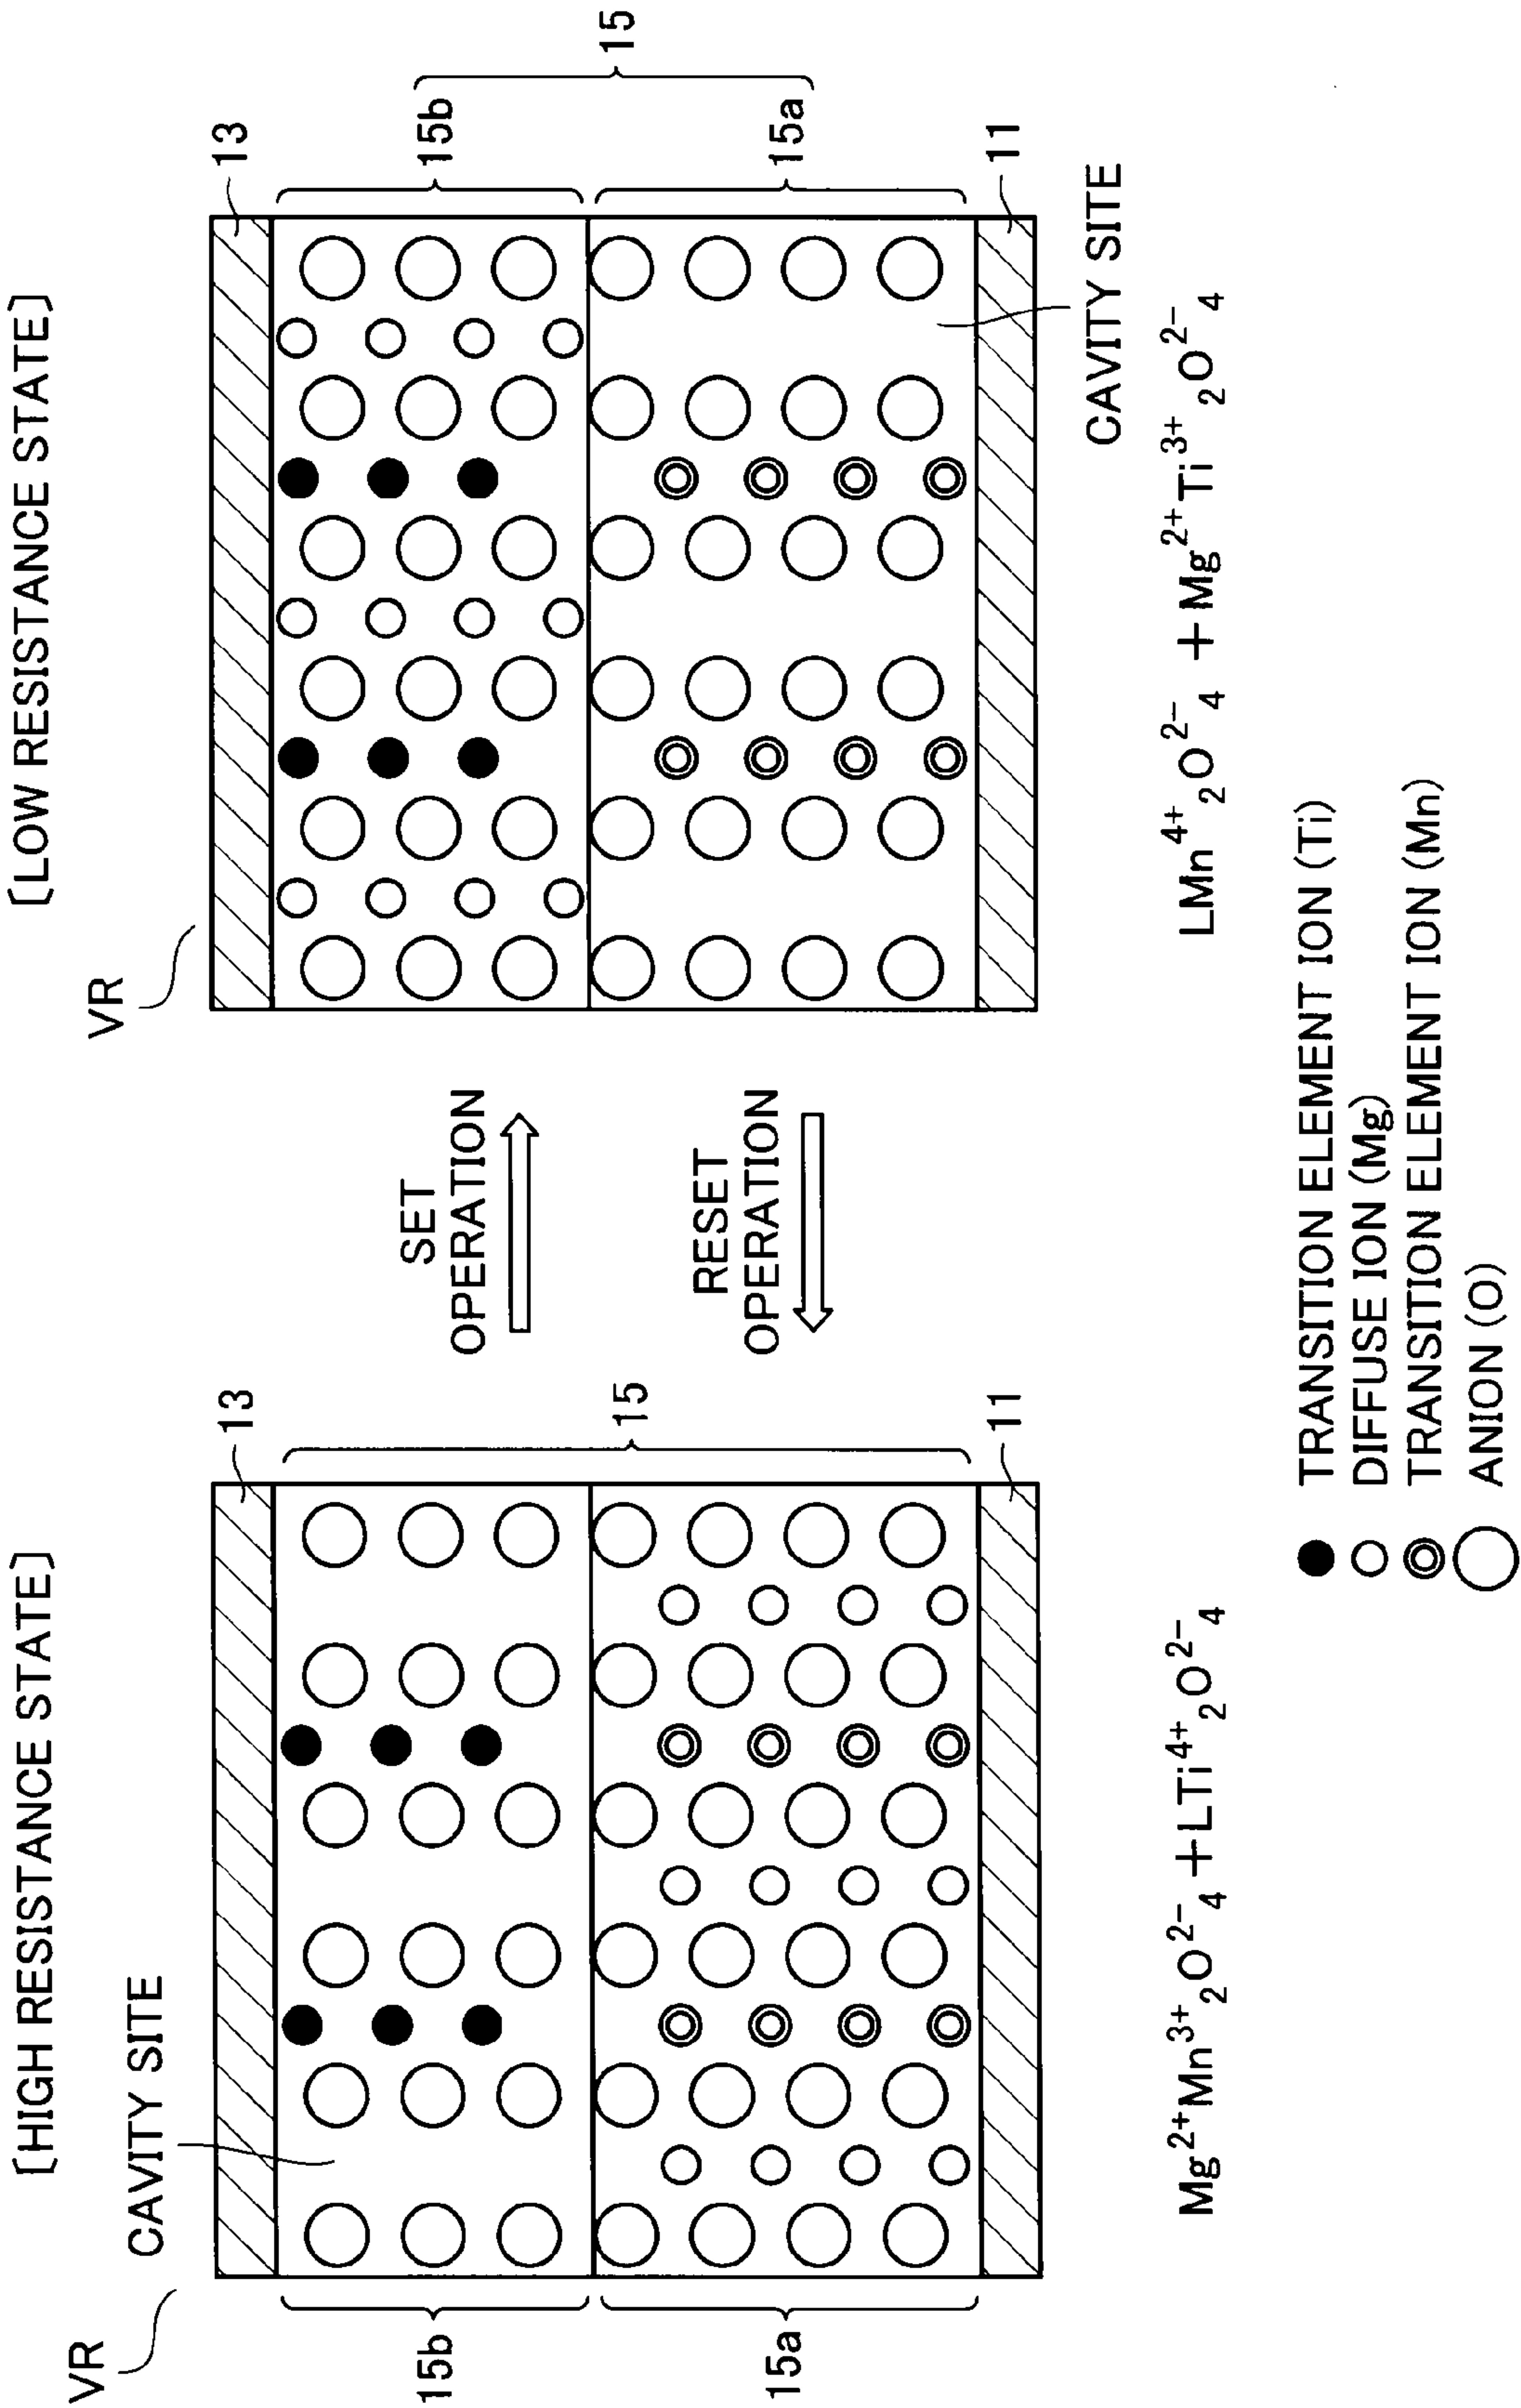 [HIGH RESISTANCE STATE]
VR
CAVITY SITE
13
15
15b
15a
11
Mg²⁺Mn³⁺₂O²⁻₄+LTi⁴⁺₂O²⁻₄
SET
OPERATION
RESET
OPERATION
[LOW RESISTANCE STATE]
VR
13
15b
15
15a
11
CAVITY SITE
LMn⁴⁺₂O²⁻₄+Mg²⁺Ti³⁺₂O²⁻₄
TRANSITION ELEMENT ION (Ti)
DIFFUSE ION (Mg)
TRANSITION ELEMENT ION (Mn)
ANION (O)